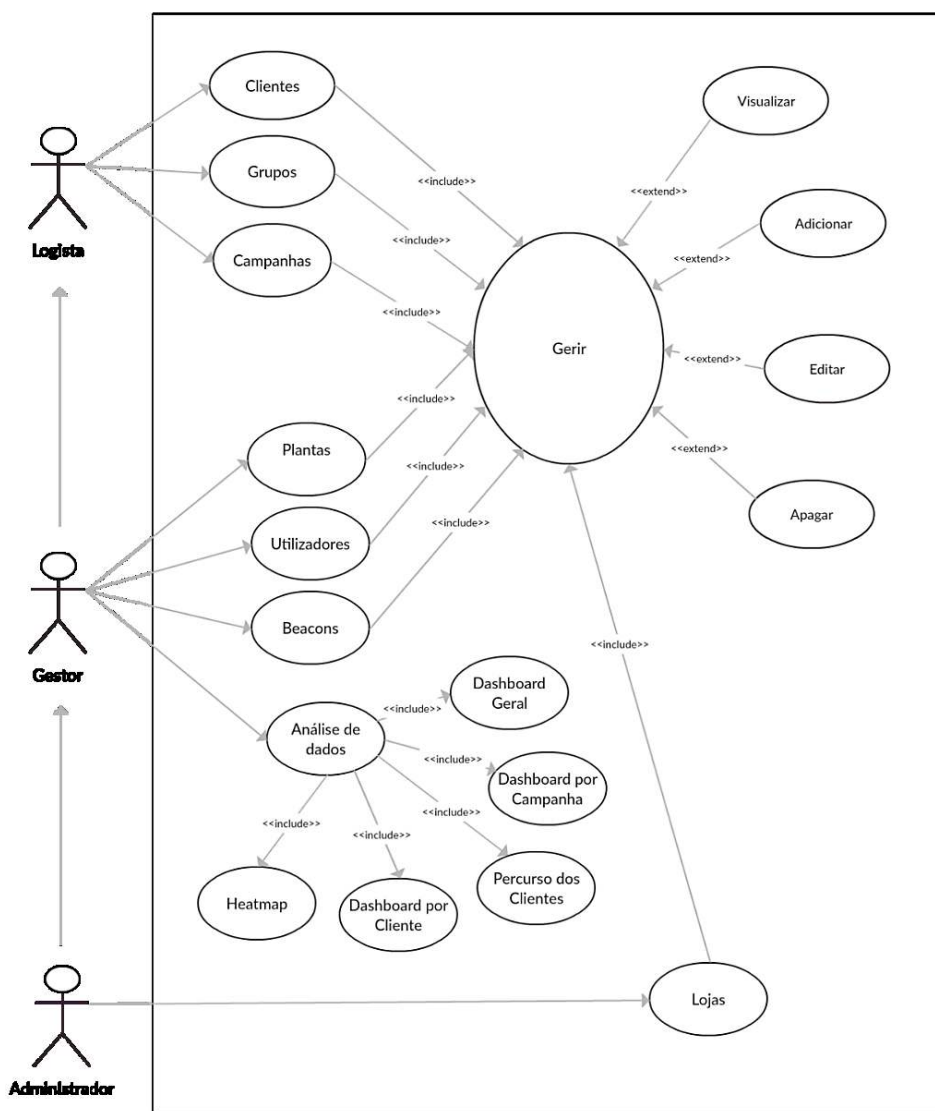 Clientes
Visualizar
Logista
Grupos
<<include>>
<<extend>>
Adicionar
Campanhas
<<include>>
<<extend>>
<<include>>
Gerir
<<extend>>
Editar
<<include>>
Plantas
<<include>>
<<extend>>
Apagar
Utilizadores
<<include>>
Gestor
Beacons
<<include>>
Dashboard
Geral
<<include>>
Análise de
dados
<<include>>
Dashboard por
Campanha
<<include>>
<<include>>
<<include>>
Heatmap
Dashboard por
Cliente
Percurso dos
Clientes
Lojas
Administrador